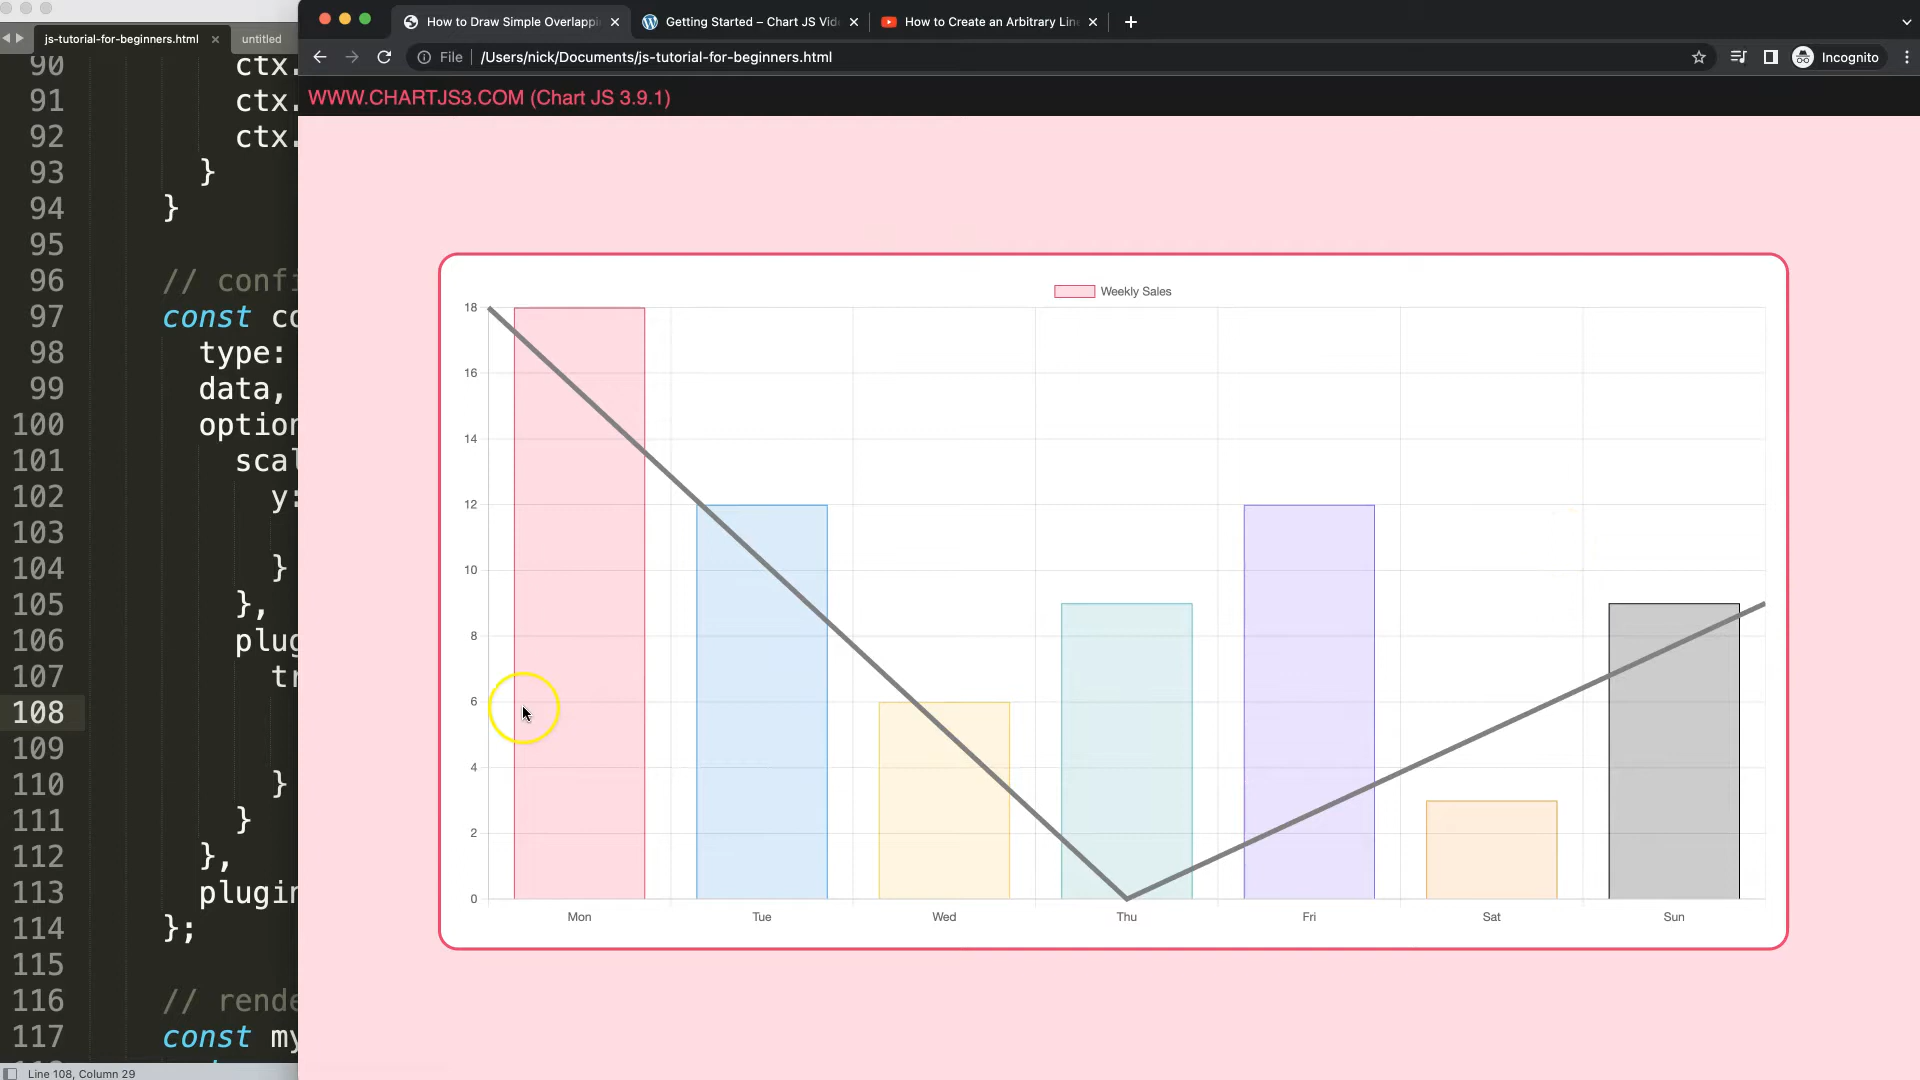 js-tutorial-for-beginners.html
untitled
90 ctx.
91 ctx.
92 ctx.
93 }
94 }
95
96 // confi
97 const co
98 type:
99 data,
100 option
101 scal
102 y:
103
104 }
105 },
106 plug
107 tr
108
109
110 }
111 }
112 },
113 plugin
114 };
115
116 // rende
117 const my
Line 108, Column 29
How to Draw Simple Overlappi
Getting Started – Chart JS Vid
How to Create an Arbitrary Line
File /Users/nick/Documents/js-tutorial-for-beginners.html
Incognito
WWW.CHARTJS3.COM (Chart JS 3.9.1)
Weekly Sales
18
16
14
12
10
8
6
4
2
0
Mon Tue Wed Thu Fri Sat Sun